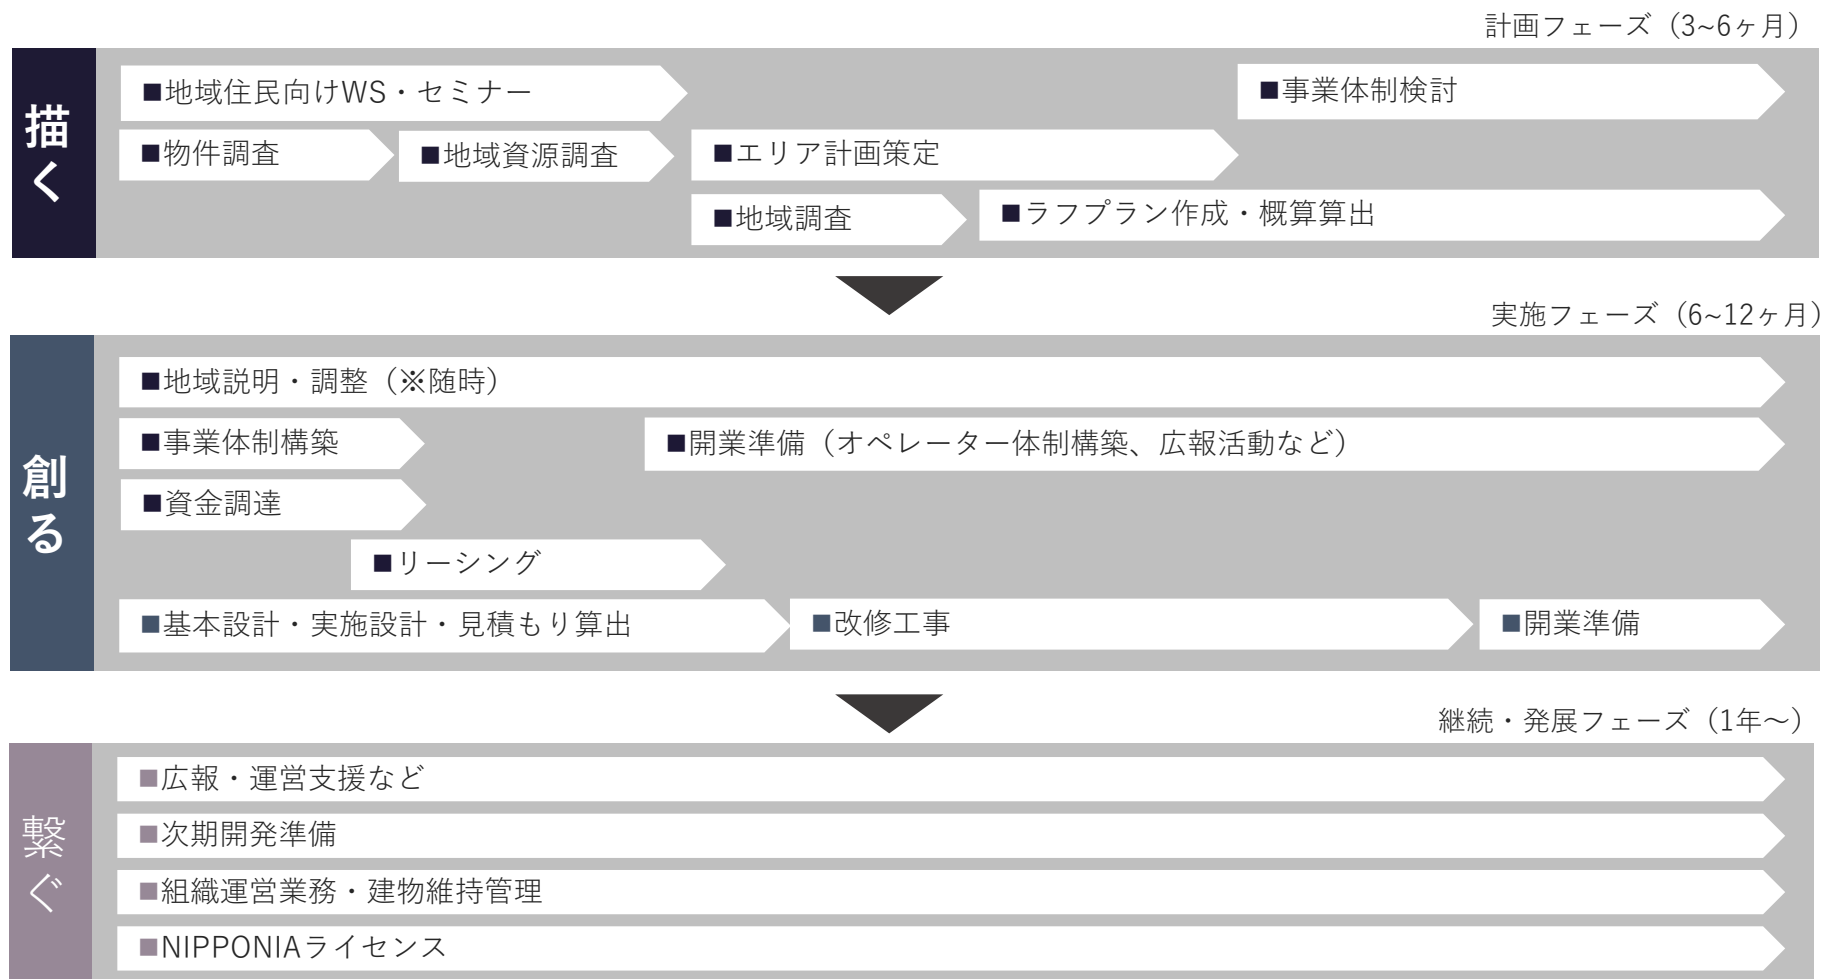 計画フェーズ（3~6ヶ月）
描く
■地域住民向けWS・セミナー
■事業体制検討
■物件調査
■地域資源調査
■エリア計画策定
■地域調査
■ラフプラン作成・概算算出
実施フェーズ（6~12ヶ月）
創る
■地域説明・調整（※随時）
■事業体制構築
■開業準備（オペレーター体制構築、広報活動など）
■資金調達
■リーシング
■基本設計・実施設計・見積もり算出
■改修工事
■開業準備
継続・発展フェーズ（1年～）
繋ぐ
■広報・運営支援など
■次期開発準備
■組織運営業務・建物維持管理
■NIPPONIAライセンス